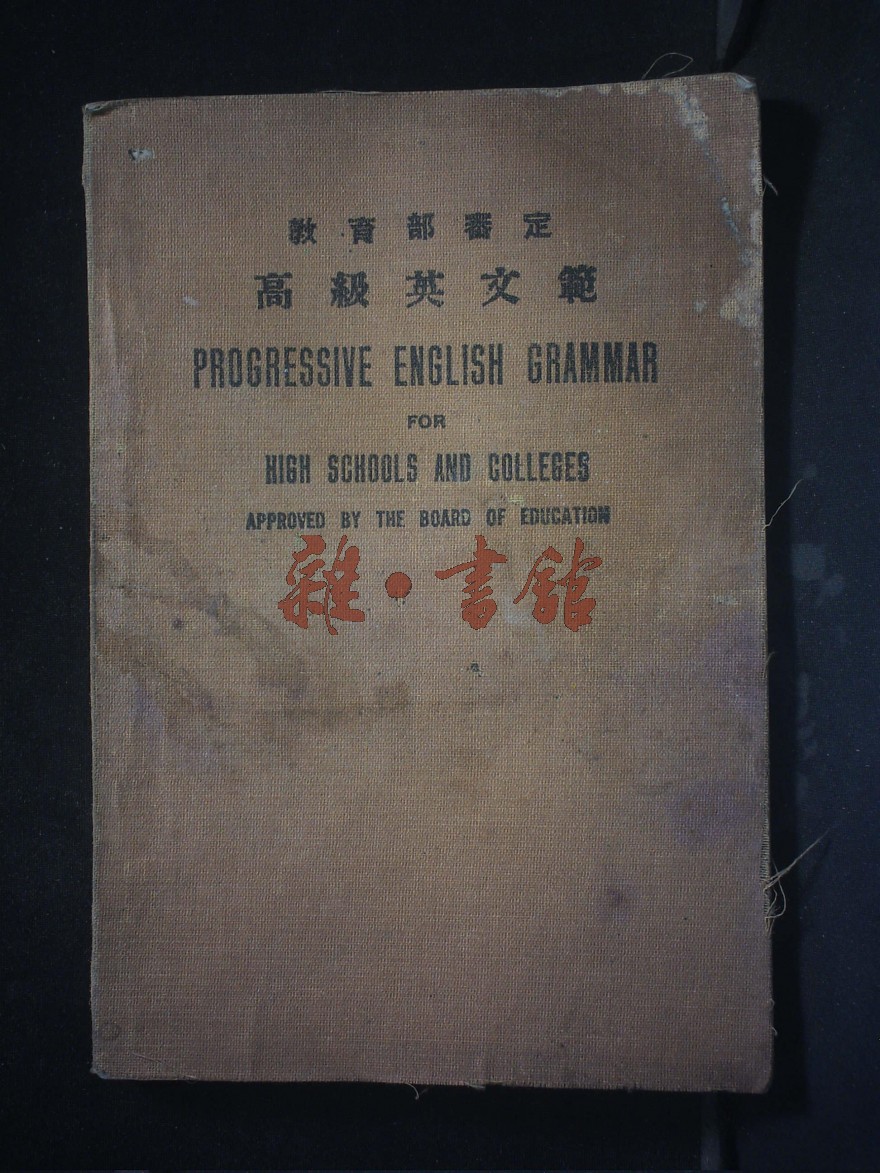 教育部審定
高級英文範
PROGRESSIVE ENGLISH GRAMMAR
FOR
HIGH SCHOOLS AND COLLEGES
APPROVED BY THE BOARD OF EDUCATION
雜·書館